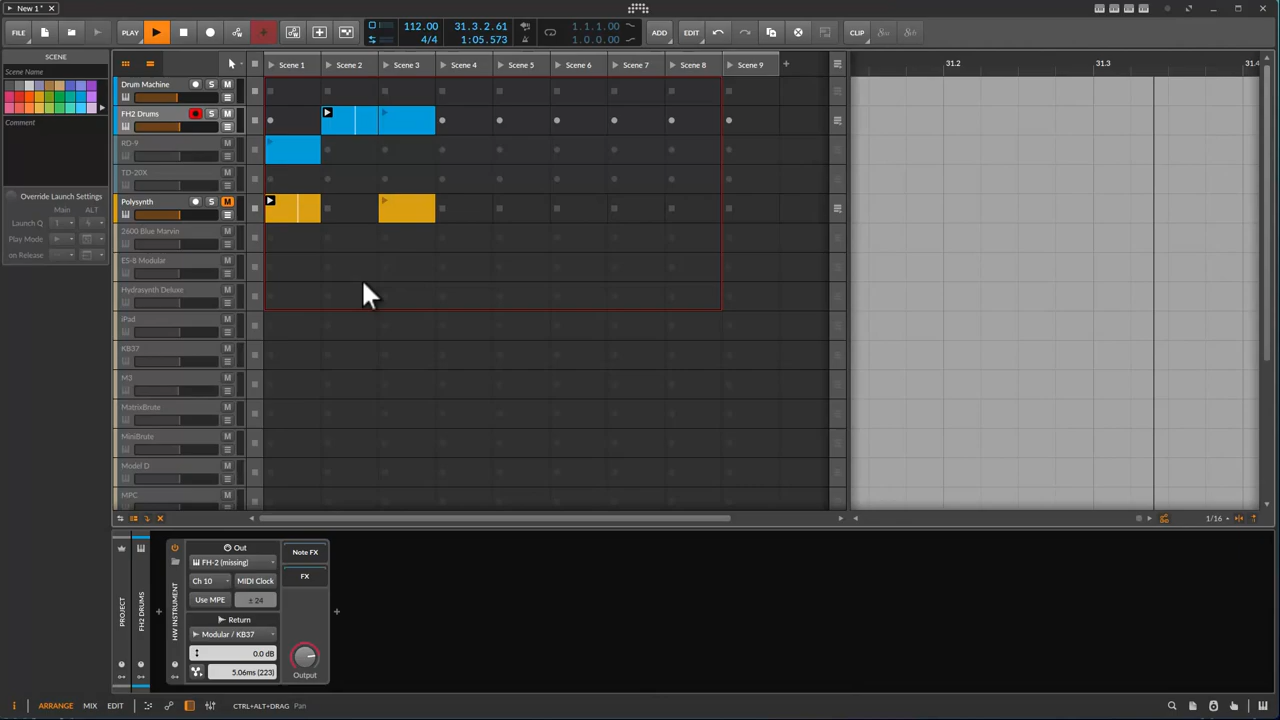 New 1* ×
FILE
PLAY
112.00
4/4
31.3.2.61
1:05.573
1.1.1.00
1.0.0.00
ADD
EDIT
CLIP
SCENE
Scene Name
Comment
Override Launch Settings
Main
ALT
Launch Q
Play Mode
on Release
Scene 1
Scene 2
Scene 3
Scene 4
Scene 5
Scene 6
Scene 7
Scene 8
Scene 9
+
31.2
31.3
31.4
Drum Machine S M
FH2 Drums S M
RD-9 M
TD-20X M
Polysynth S M
2600 Blue Marvin M
ES-8 Modular M
Hydrasynth Deluxe M
iPad M
KB37 M
M3 M
MatrixBrute M
MiniBrute M
Model D M
MPC M
1/16
PROJECT
FH2 DRUMS
HW INSTRUMENT
Out
FH-2 (missing)
Ch 10
MIDI Clock
Use MPE
± 24
Return
Modular / KB37
0.0 dB
5.06ms (223)
Note FX
FX
Output
i ARRANGE MIX EDIT
CTRL+ALT+DRAG Pan